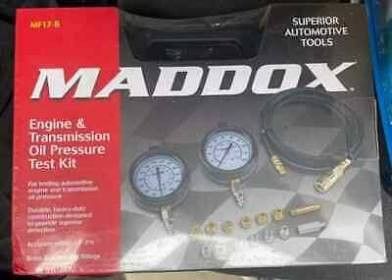 MF17-B
SUPERIOR
AUTOMOTIVE
TOOLS
MADDOX
Engine &
Transmission
Oil Pressure
Test Kit
For testing automotive
engine and transmission
oil pressure
Durable, heavy-duty
construction designed
to provide superior